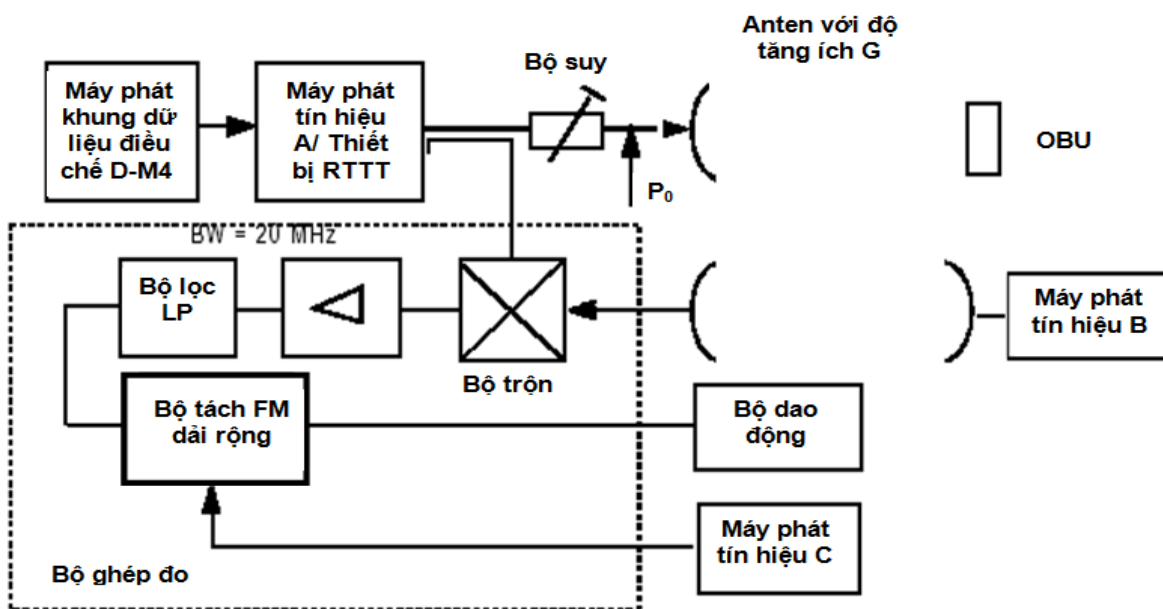 Anten với độ
tăng ích G
Bộ suy
Máy phát
khung dữ
liệu điều
chế D-M4
Máy phát
tín hiệu
A/ Thiết
bị RTTT
OBU
P₀
BW = 20 MHz
Bộ lọc
LP
Bộ trộn
Máy phát
tín hiệu B
Bộ tách FM
dải rộng
Bộ dao
động
Máy phát
tín hiệu C
Bộ ghép đo